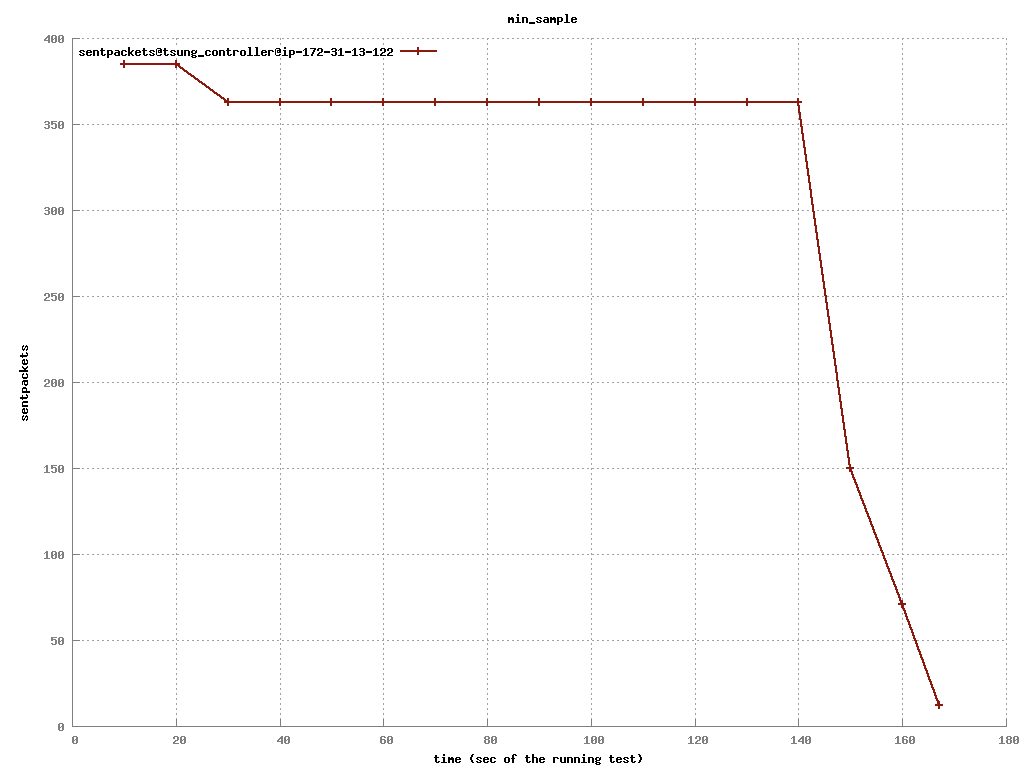 min_sample
400
sentpackets@tsung_controller@ip-172-31-13-122
350
300
250
200
150
100
50
0
sentpackets
0 20 40 60 80 100 120 140 160 180
time (sec of the running test)